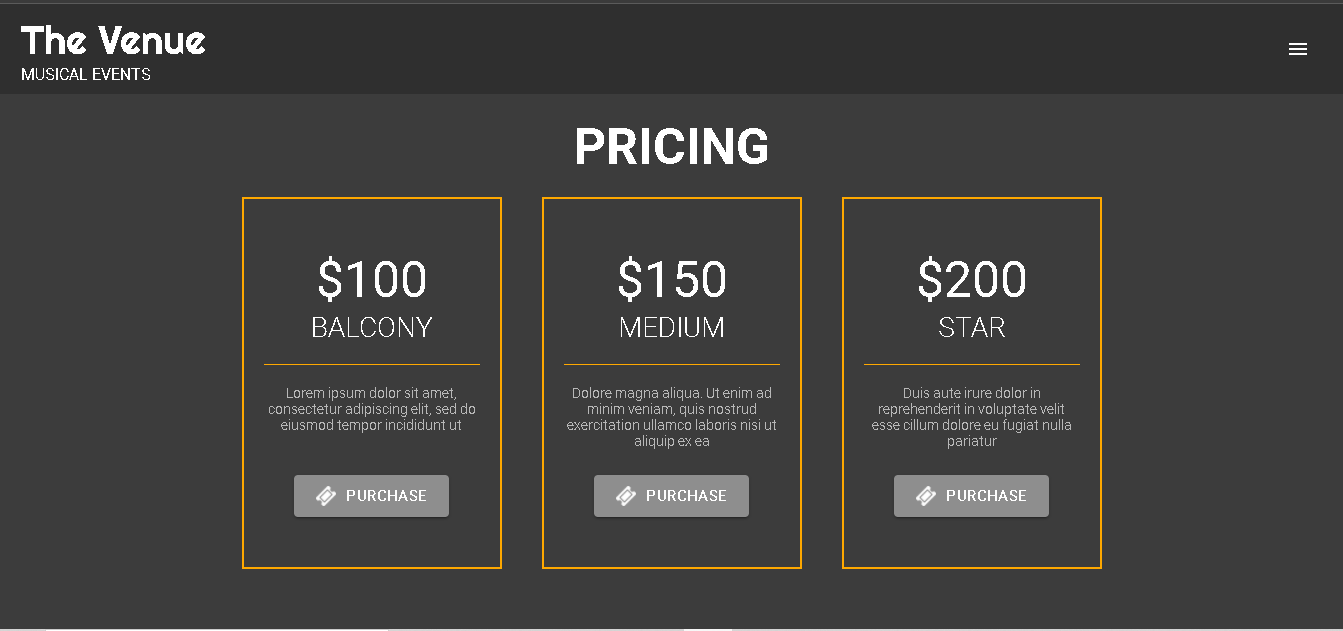 The Venue
MUSICAL EVENTS
PRICING
$100
BALCONY
Lorem ipsum dolor sit amet,
consectetur adipiscing elit, sed do
eiusmod tempor incididunt ut
PURCHASE
$150
MEDIUM
Dolore magna aliqua. Ut enim ad
minim veniam, quis nostrud
exercitation ullamco laboris nisi ut
aliquip ex ea
PURCHASE
$200
STAR
Duis aute irure dolor in
reprehenderit in voluptate velit
esse cillum dolore eu fugiat nulla
pariatur
PURCHASE